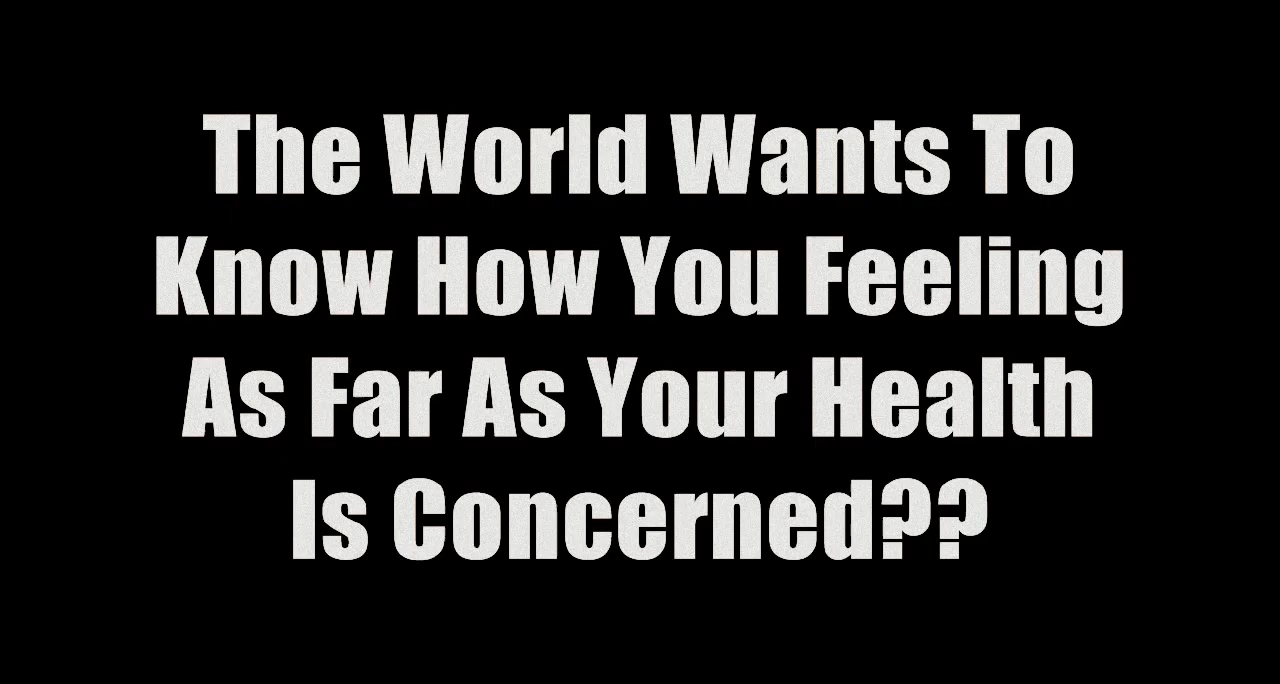 The World Wants To
Know How You Feeling
As Far As Your Health
Is Concerned??